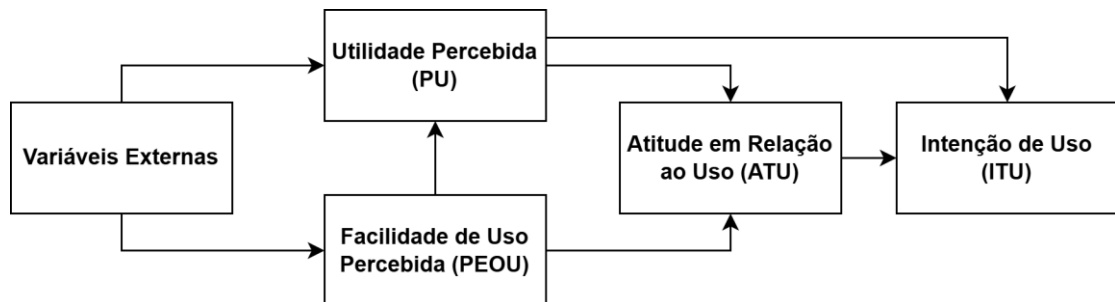 Utilidade Percebida
(PU)
Variáveis Externas
Atitude em Relação
ao Uso (ATU)
Intenção de Uso
(ITU)
Facilidade de Uso
Percebida (PEOU)